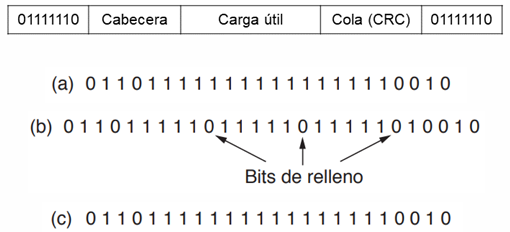 01111110 Cabecera Carga útil Cola (CRC) 01111110
(a) 0 1 1 0 1 1 1 1 1 1 1 1 1 1 1 1 1 1 1 1 0 0 1 0
(b) 0 1 1 0 1 1 1 1 1 0 1 1 1 1 1 0 1 1 1 1 1 0 1 0 0 1 0
Bits de relleno
(c) 0 1 1 0 1 1 1 1 1 1 1 1 1 1 1 1 1 1 1 1 0 0 1 0